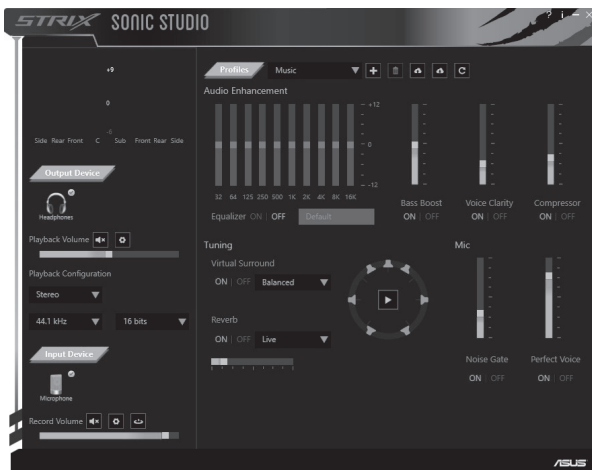 STRIX SONIC STUDIO
? i
+9
0
-6
Side Rear Front C Sub Front Rear Side
Output Device
Headphones
Playback Volume
Playback Configuration
Stereo
44.1 kHz 16 bits
Input Device
Microphone
Record Volume
Profiles Music
Audio Enhancement
+12
0
-12
32 64 125 250 500 1K 2K 4K 8K 16K
Equalizer ON | OFF Default
Bass Boost Voice Clarity Compressor
ON | OFF ON | OFF ON | OFF
Tuning
Virtual Surround
ON | OFF Balanced
Reverb
ON | OFF Live
Mic
Noise Gate Perfect Voice
ON | OFF ON | OFF
ASUS